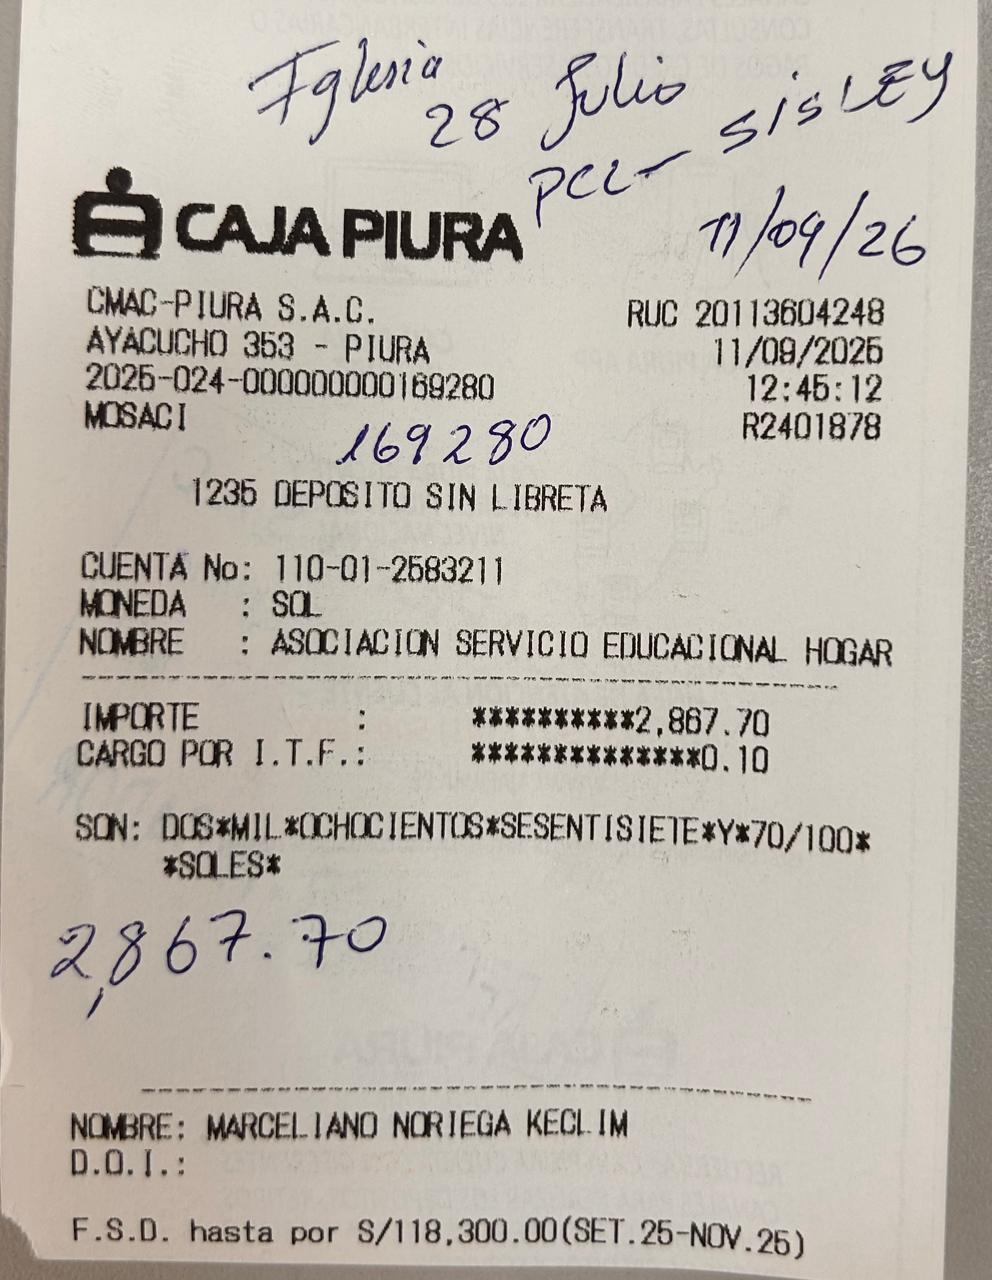 Iglesia
28 Julio
PCL- SISLEY
CAJA PIURA
11/09/26
CMAC-PIURA S.A.C. RUC 20113604248
AYACUCHO 353 - PIURA 11/09/2025
2025-024-000000000169280 12:45:12
MOSACI R2401878
169280
1235 DEPOSITO SIN LIBRETA
CUENTA No: 110-01-2583211
MONEDA : SOL
NOMBRE : ASOCIACION SERVICIO EDUCACIONAL HOGAR
IMPORTE : **********2,867.70
CARGO POR I.T.F.: **************0.10
SON: DOS*MIL*OCHOCIENTOS*SESENTISIETE*Y*70/100*
*SOLES*
2,867.70
NOMBRE: MARCELIANO NORIEGA KECLIM
D.O.I.:
F.S.D. hasta por S/118,300.00(SET.25-NOV.25)